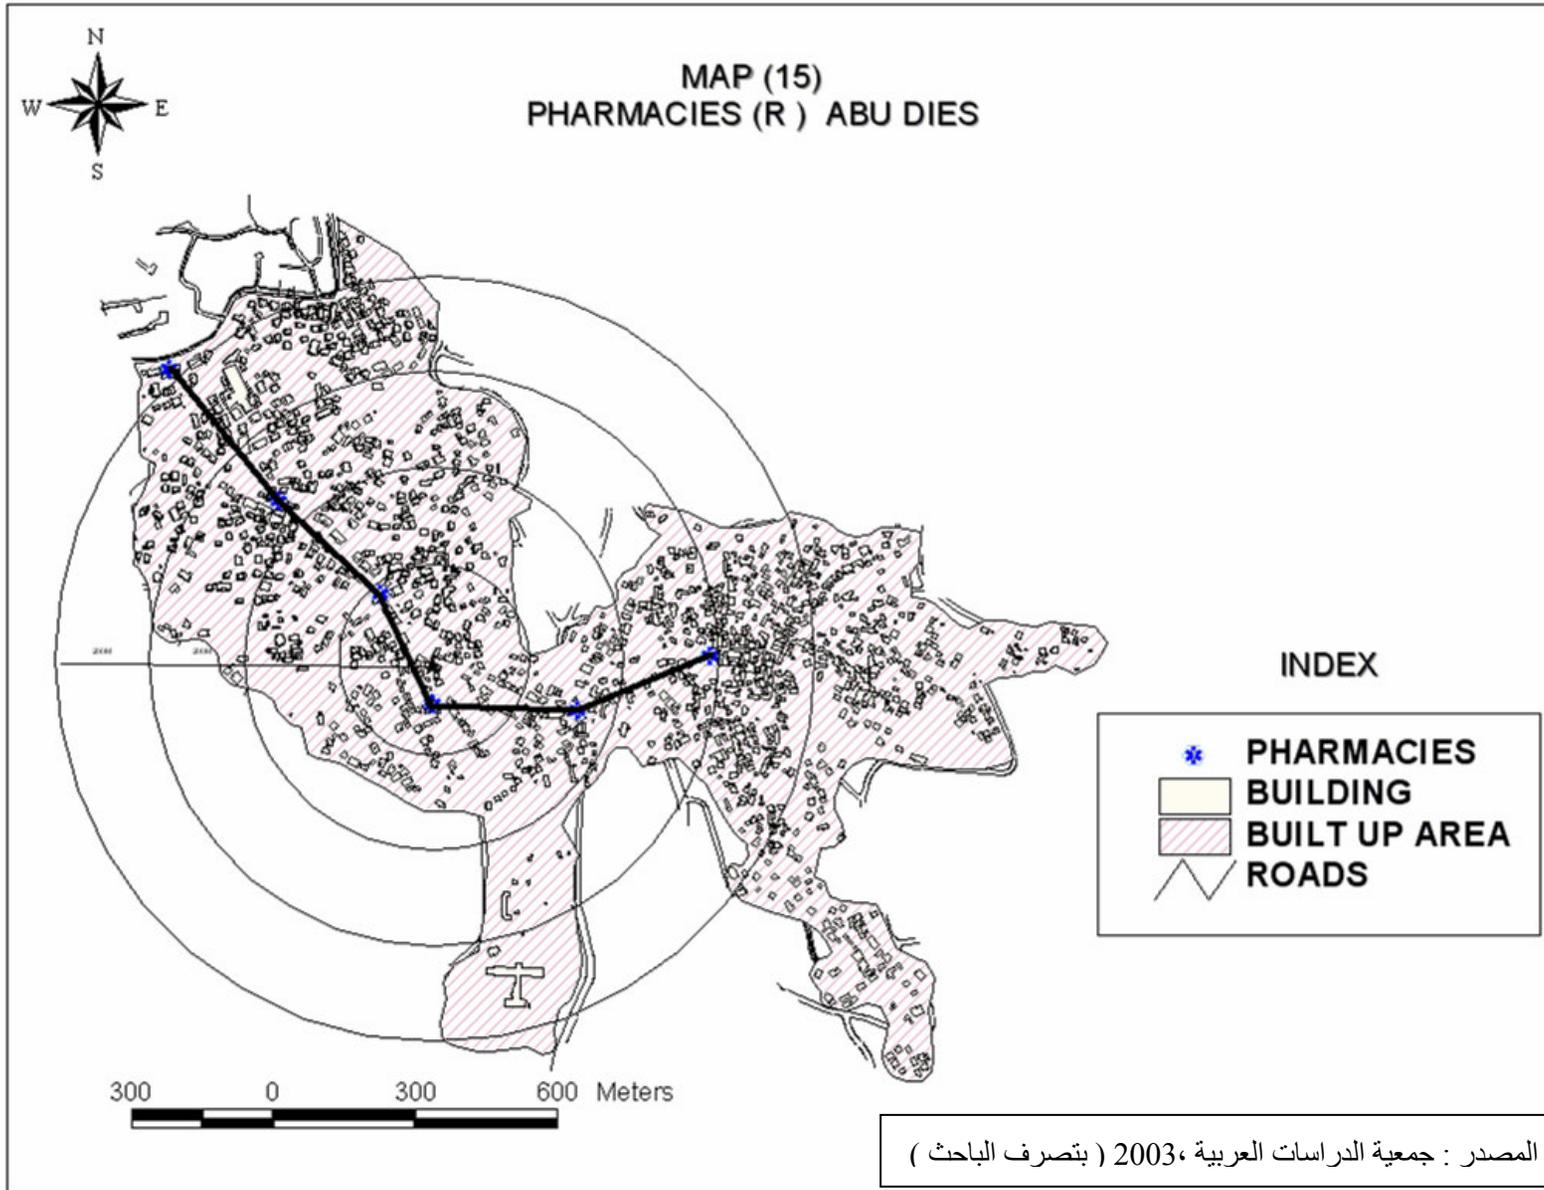 N
W E
S
MAP (15)
PHARMACIES (R ) ABU DIES
INDEX
PHARMACIES
BUILDING
BUILT UP AREA
ROADS
300 0 300 600 Meters
المصدر : جمعية الدراسات العربية ،2003 ( بتصرف الباحث )